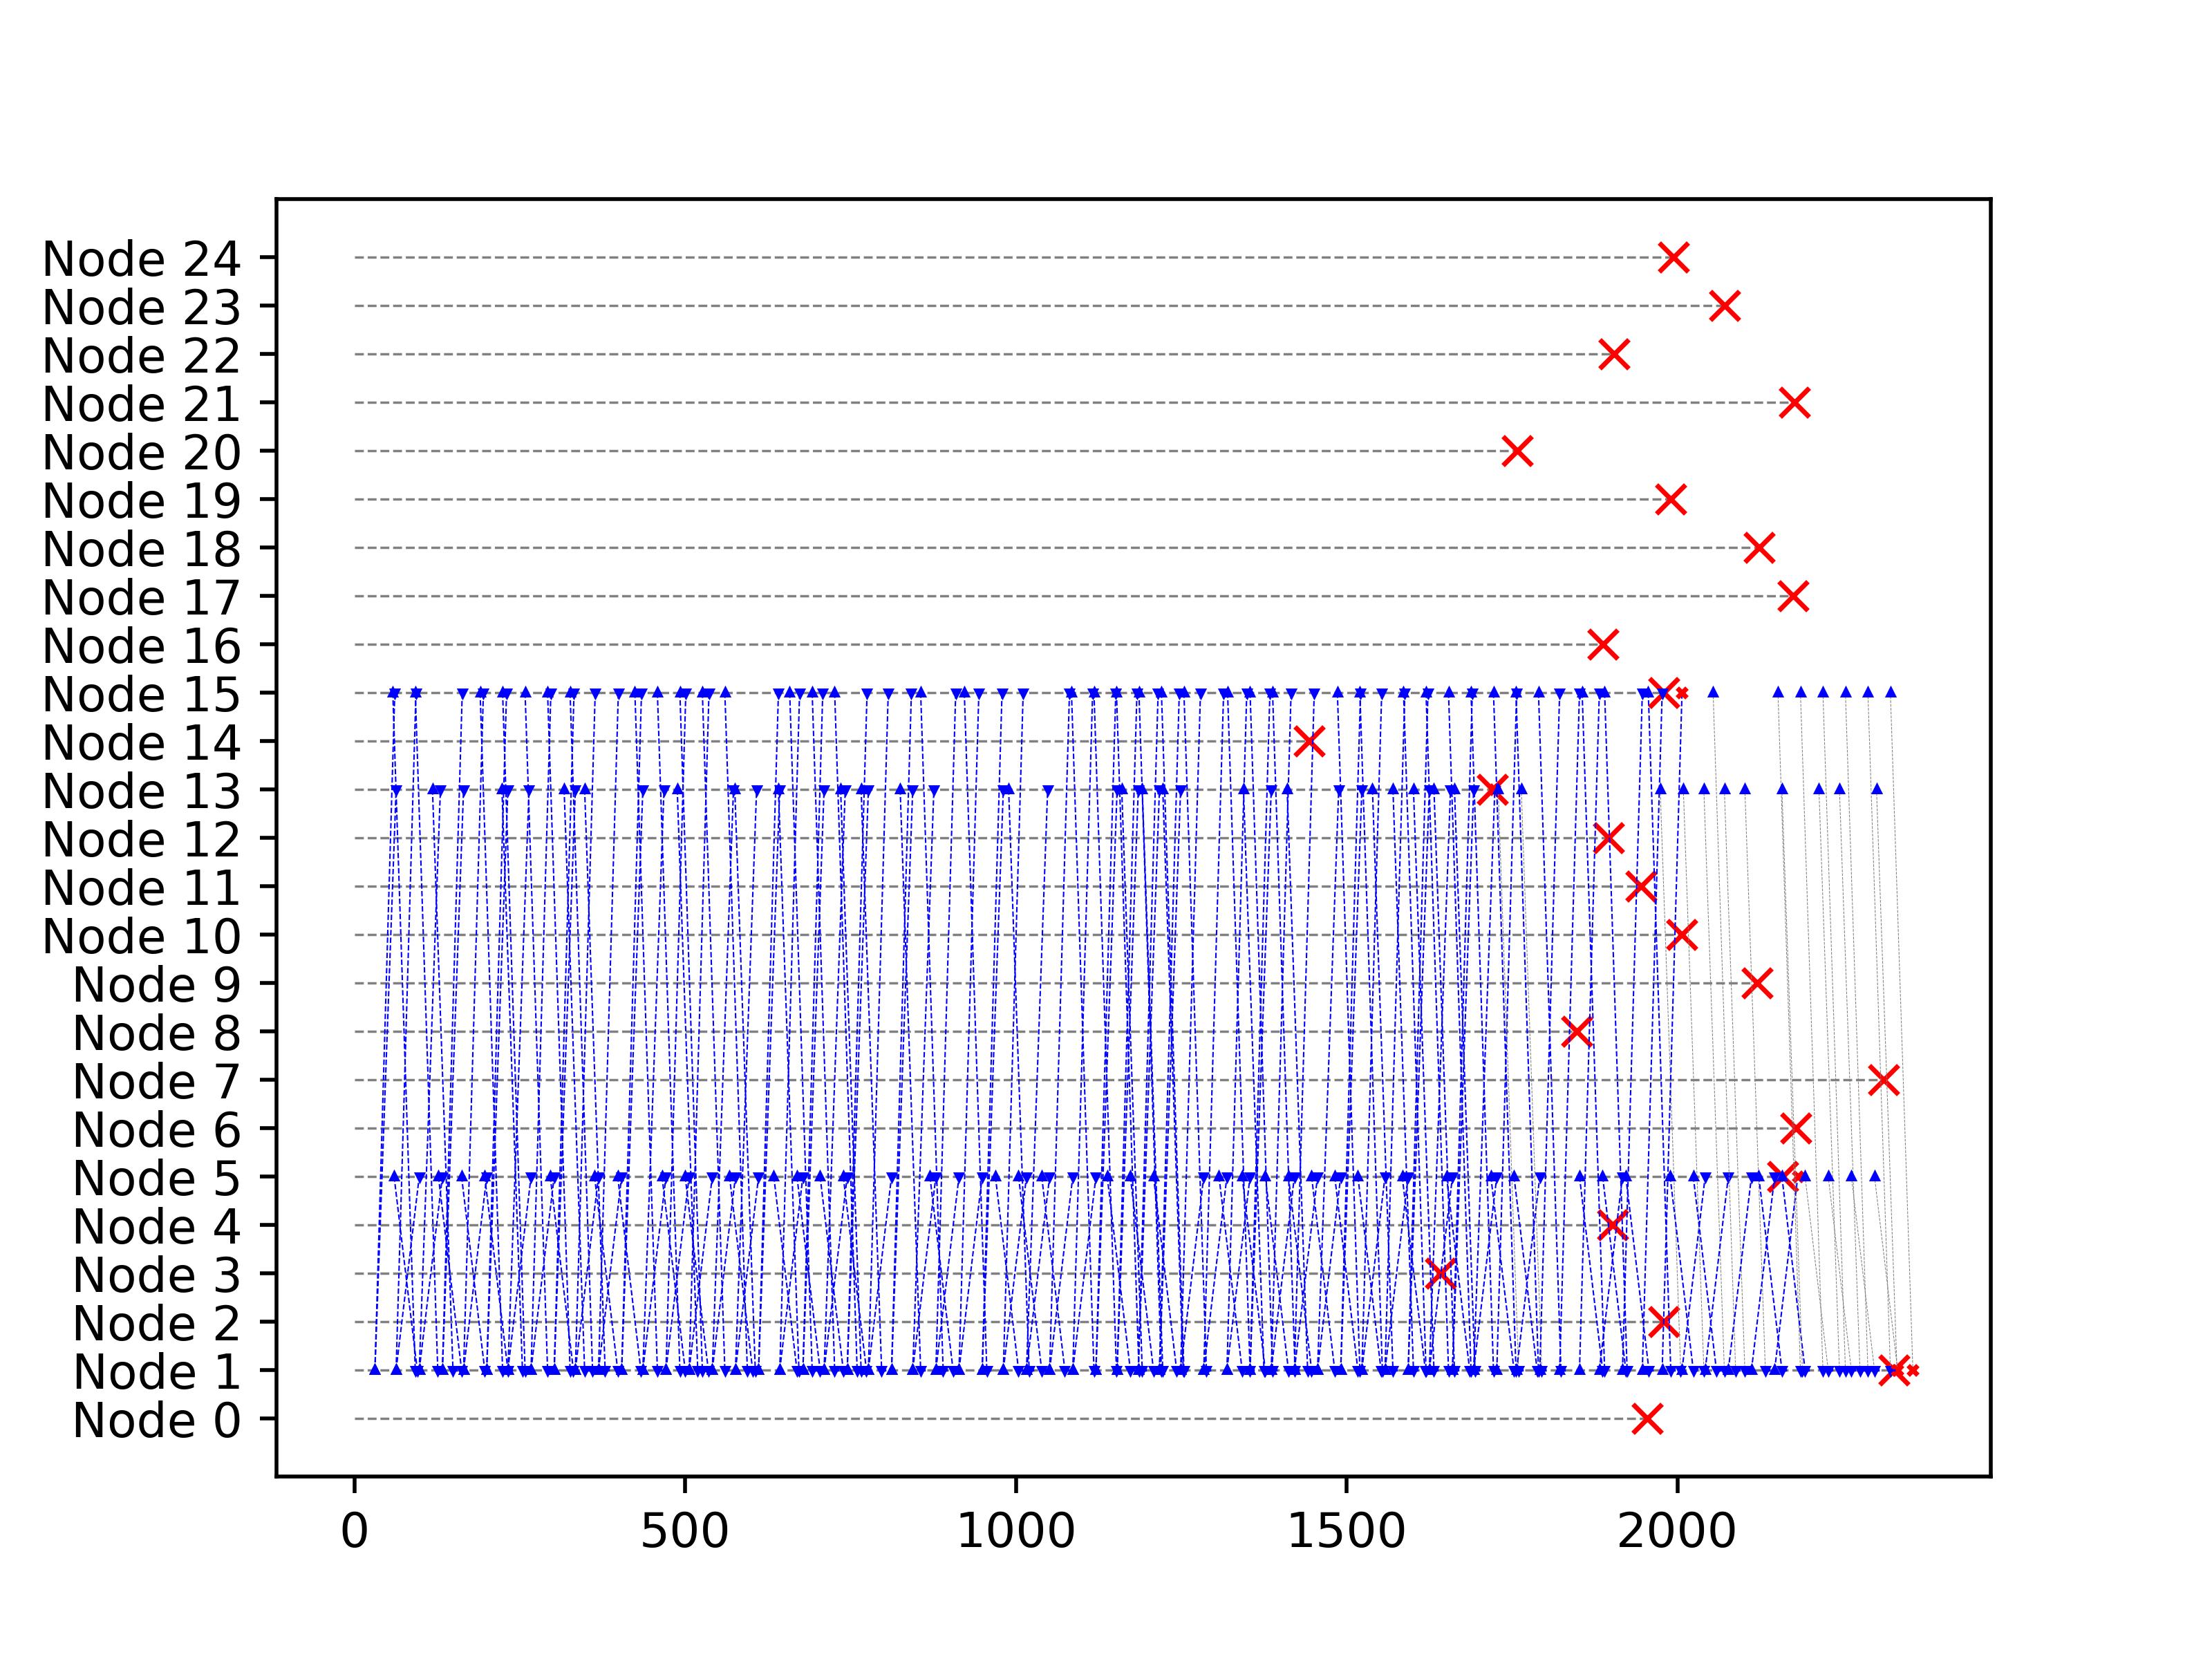 Node 24
Node 23
Node 22
Node 21
Node 20
Node 19
Node 18
Node 17
Node 16
Node 15
Node 14
Node 13
Node 12
Node 11
Node 10
Node 9
Node 8
Node 7
Node 6
Node 5
Node 4
Node 3
Node 2
Node 1
Node 0
0 500 1000 1500 2000